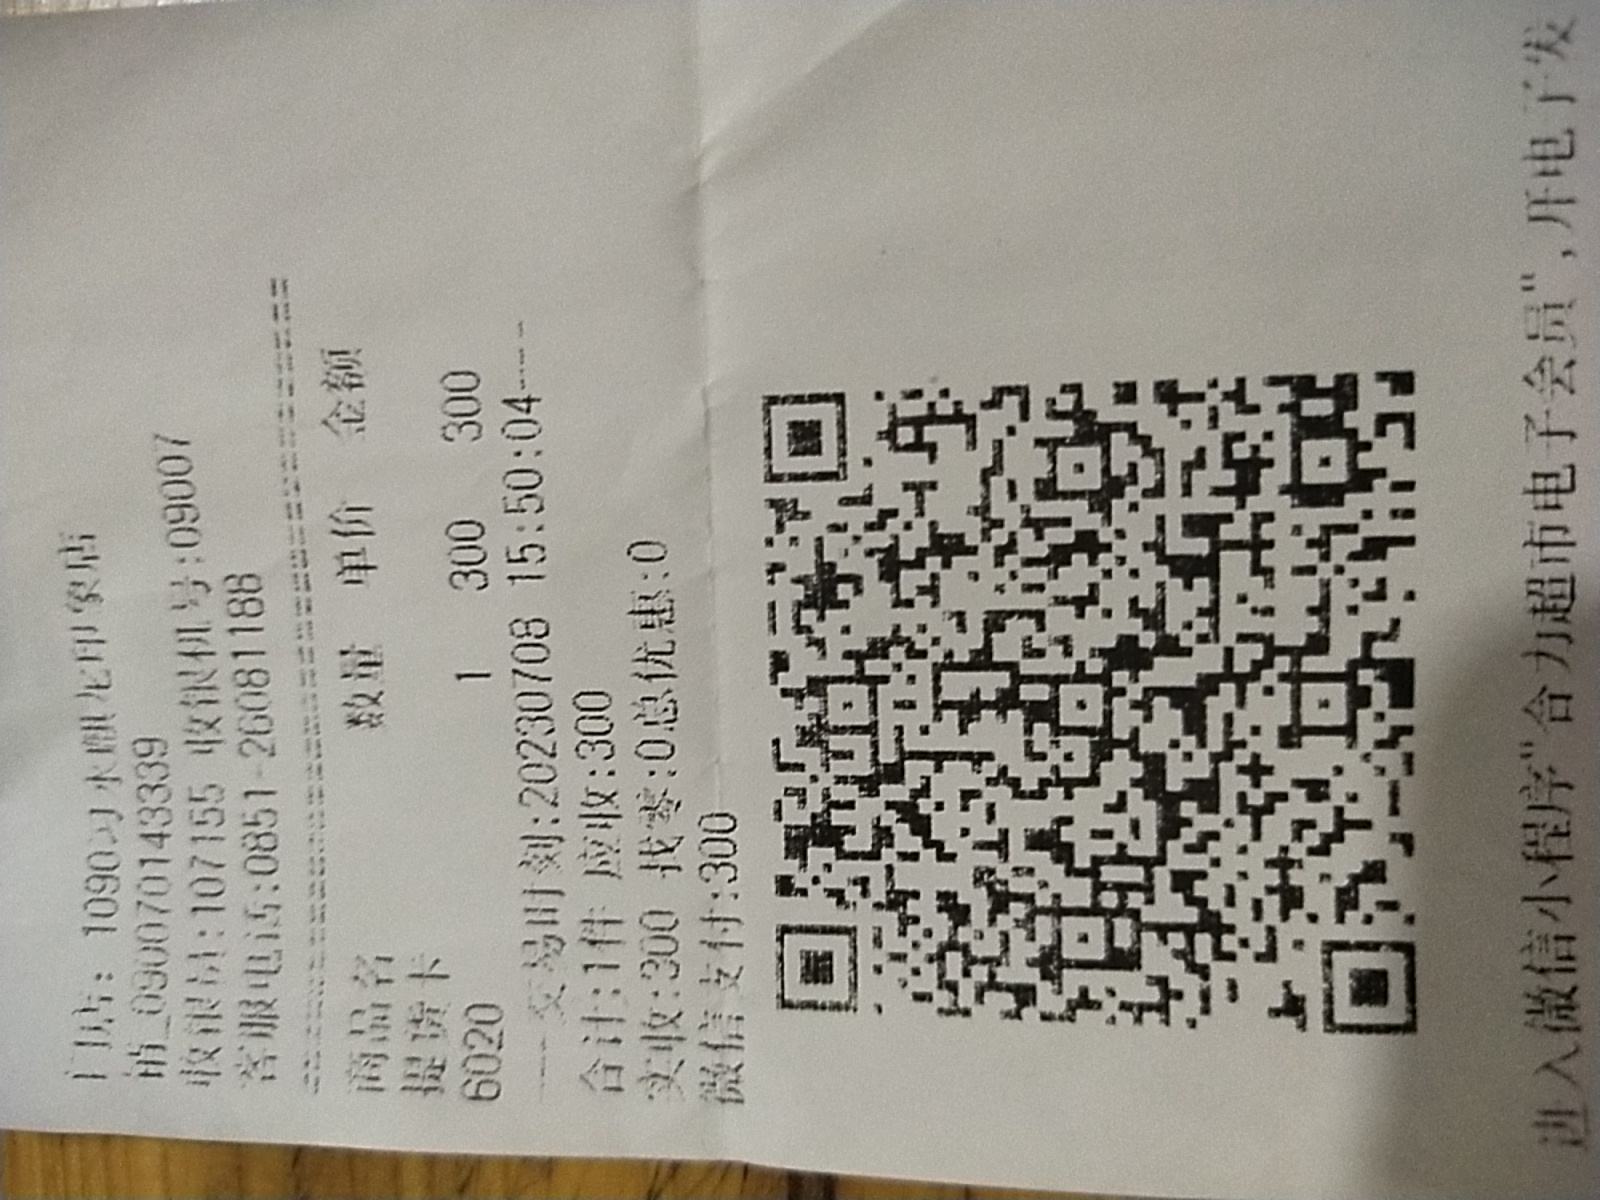 门店: 1090习水麒龙印象店
销_0900701433339
收银员:107155 收银机号:09007
客服电话:0851-26081188
商品名 数量 单价 金额
提货卡
6020 1 300 300
----交易时刻:20230708 15:50:04----
合计:1件 应收:300
实收:300 找零:0总优惠:0
微信支付:300
进入微信小程序"合力超市电子会员",开电子发